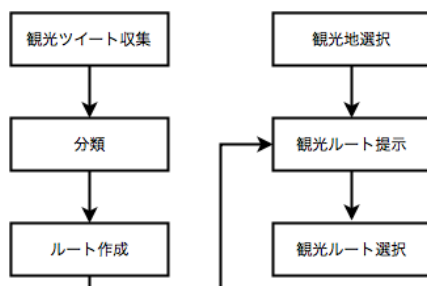 観光ツイート収集
分類
ルート作成
観光地選択
観光ルート提示
観光ルート選択